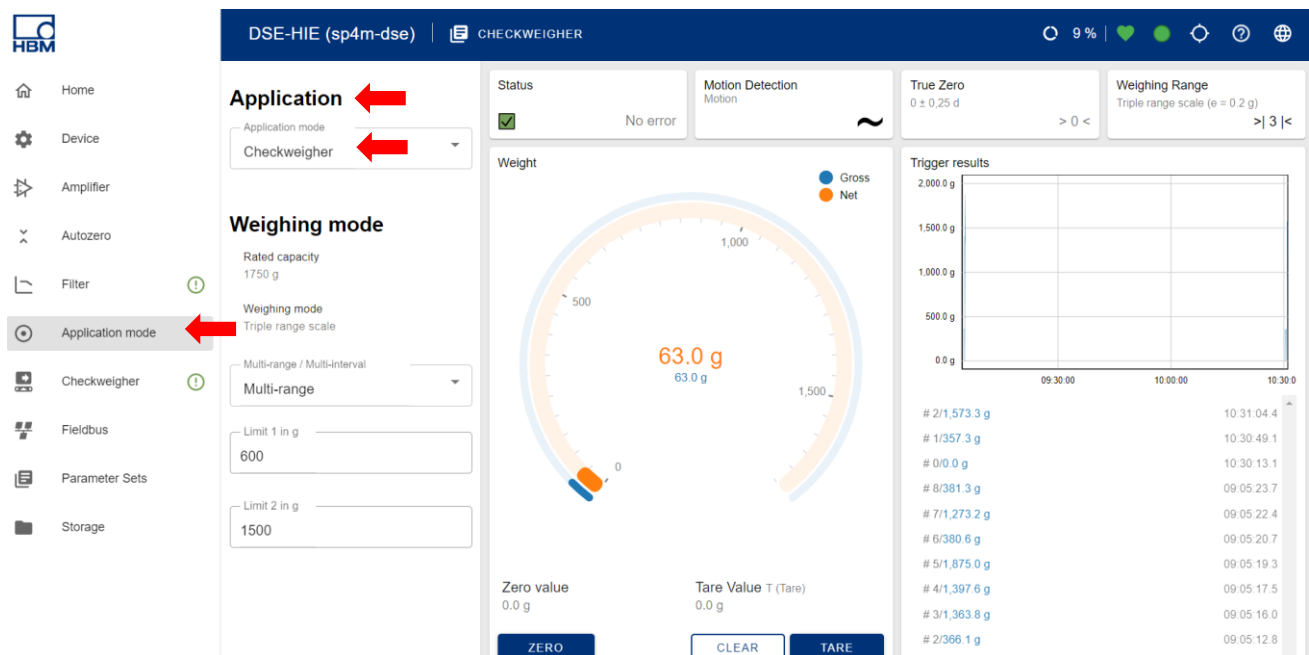 HBM
DSE-HIE (sp4m-dse)
CHECKWEIGHER
9 %
Home
Device
Amplifier
Autozero
Filter
Application mode
Checkweigher
Fieldbus
Parameter Sets
Storage
Application
Application mode
Checkweigher
Weighing mode
Rated capacity
1750 g
Weighing mode
Triple range scale
Multi-range / Multi-interval
Multi-range
Limit 1 in g
600
Limit 2 in g
1500
Status
No error
Motion Detection
Motion
True Zero
0 ± 0,25 d
> 0 <
Weighing Range
Triple range scale (e = 0.2 g)
>| 3 |<
Weight
Gross
Net
1,000
500
63.0 g
63.0 g
1,500
0
Zero value
0.0 g
Tare Value T (Tare)
0.0 g
ZERO
CLEAR
TARE
Trigger results
2,000.0 g
1,500.0 g
1,000.0 g
500.0 g
0.0 g
09:30:00 10:00:00 10:30:0
# 2/1,573.3 g 10:31:04.4
# 1/357.3 g 10:30:49.1
# 0/0.0 g 10:30:13.1
# 8/381.3 g 09:05:23.7
# 7/1,273.2 g 09:05:22.4
# 6/380.6 g 09:05:20.7
# 5/1,875.0 g 09:05:19.3
# 4/1,397.6 g 09:05:17.5
# 3/1,363.8 g 09:05:16.0
# 2/366.1 g 09:05:12.8